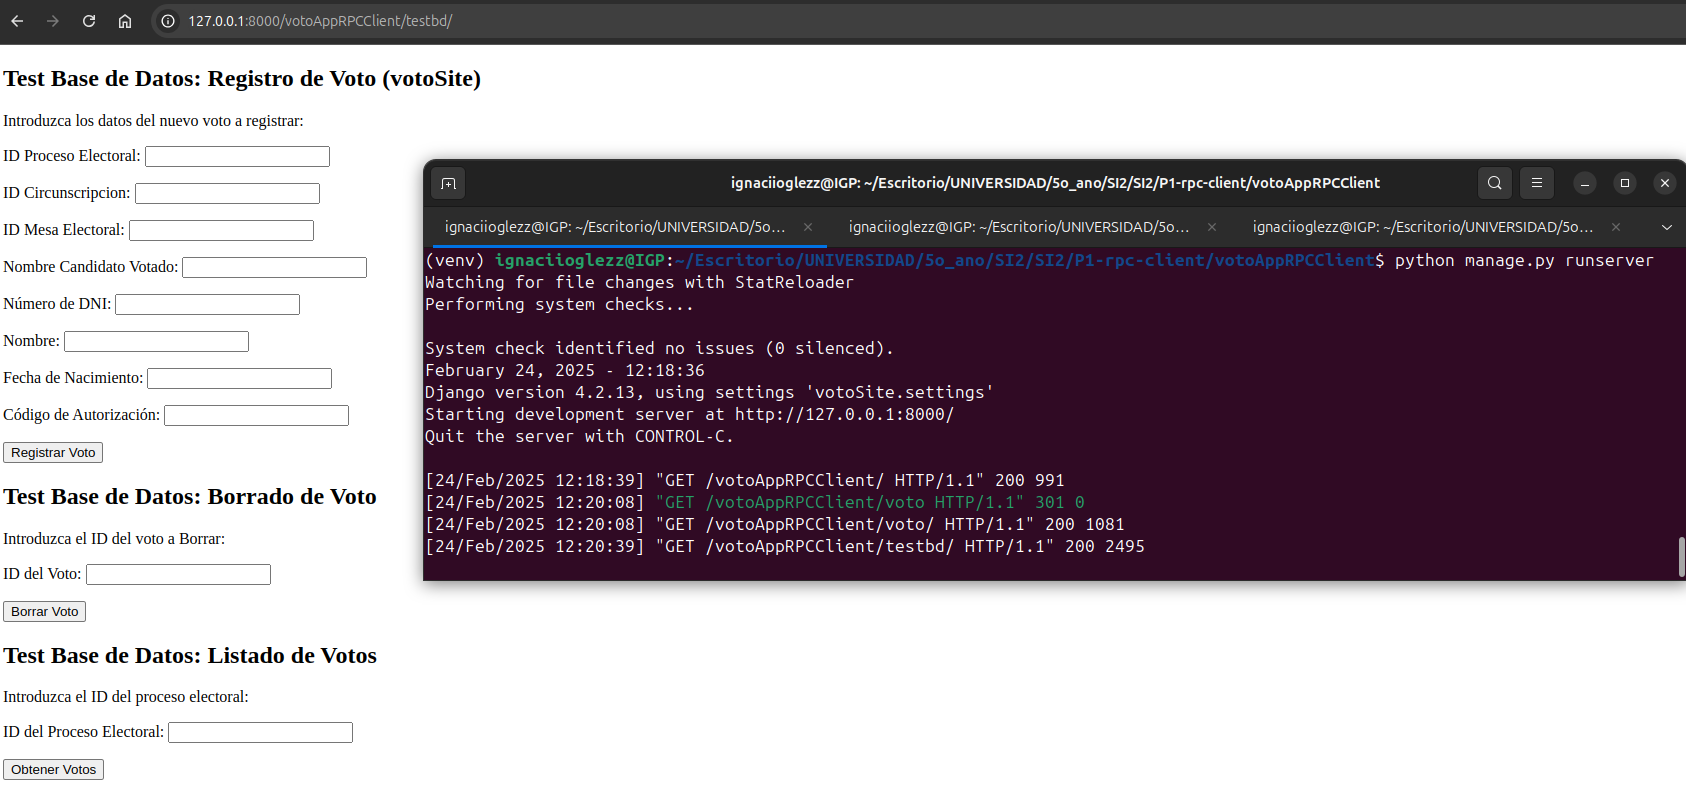 127.0.0.1:8000/votoAppRPCClient/testbd/
Test Base de Datos: Registro de Voto (votoSite)
Introduzca los datos del nuevo voto a registrar:
ID Proceso Electoral:
ID Circunscripcion:
ID Mesa Electoral:
Nombre Candidato Votado:
Número de DNI:
Nombre:
Fecha de Nacimiento:
Código de Autorización:
Registrar Voto
Test Base de Datos: Borrado de Voto
Introduzca el ID del voto a Borrar:
ID del Voto:
Borrar Voto
Test Base de Datos: Listado de Votos
Introduzca el ID del proceso electoral:
ID del Proceso Electoral:
Obtener Votos
ignaciioglezz@IGP: ~/Escritorio/UNIVERSIDAD/5o_ano/SI2/SI2/P1-rpc-client/votoAppRPCClient
ignaciioglezz@IGP: ~/Escritorio/UNIVERSIDAD/5o... ignaciioglezz@IGP: ~/Escritorio/UNIVERSIDAD/5o... ignaciioglezz@IGP: ~/Escritorio/UNIVERSIDAD/5o...
(venv) ignaciioglezz@IGP:~/Escritorio/UNIVERSIDAD/5o_ano/SI2/SI2/P1-rpc-client/votoAppRPCClient$ python manage.py runserver
Watching for file changes with StatReloader
Performing system checks...
System check identified no issues (0 silenced).
February 24, 2025 - 12:18:36
Django version 4.2.13, using settings 'votoSite.settings'
Starting development server at http://127.0.0.1:8000/
Quit the server with CONTROL-C.
[24/Feb/2025 12:18:39] "GET /votoAppRPCClient/ HTTP/1.1" 200 991
[24/Feb/2025 12:20:08] "GET /votoAppRPCClient/voto HTTP/1.1" 301 0
[24/Feb/2025 12:20:08] "GET /votoAppRPCClient/voto/ HTTP/1.1" 200 1081
[24/Feb/2025 12:20:39] "GET /votoAppRPCClient/testbd/ HTTP/1.1" 200 2495